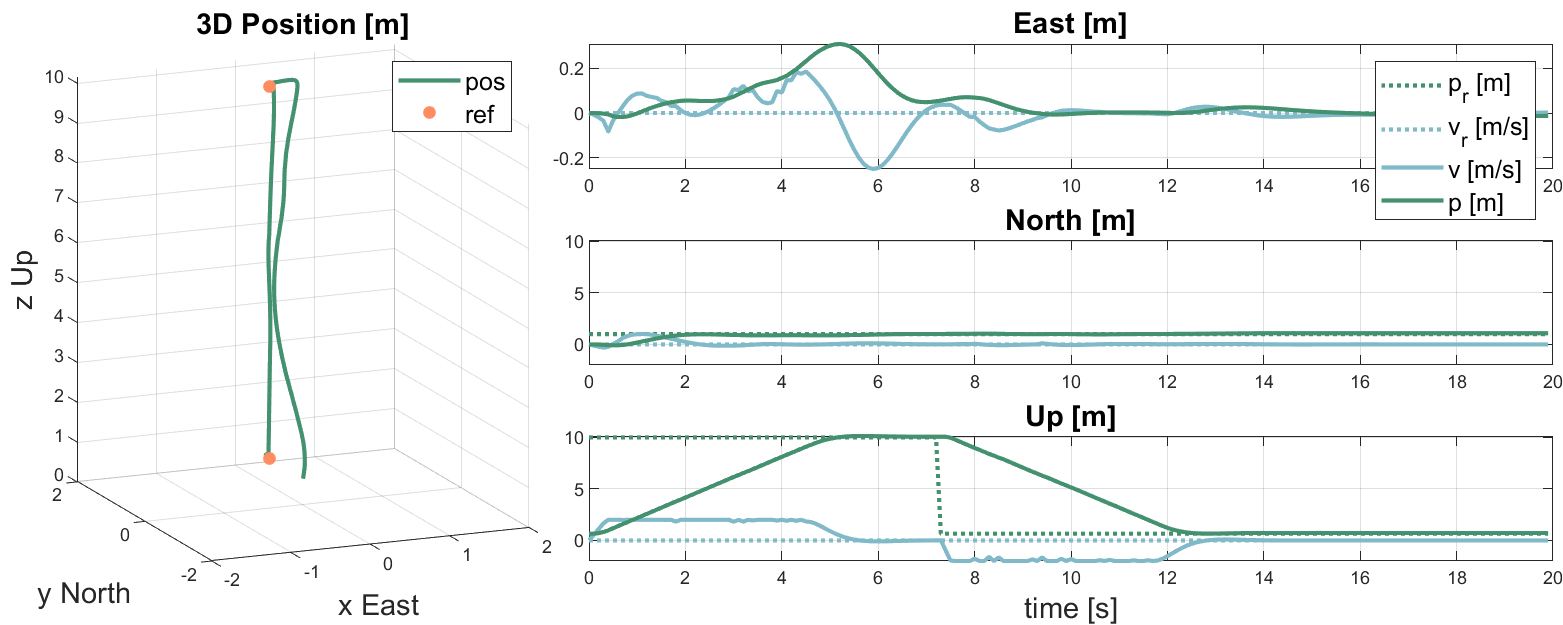 3D Position [m]
pos
ref
10
9
8
7
6
5
4
3
2
1
0
z Up
2
0
-2
y North
-2
-1
0
1
2
x East
East [m]
0.2
0
-0.2
0 2 4 6 8 10 12 14 16 20
p_r [m]
v_r [m/s]
v [m/s]
p [m]
North [m]
10
5
0
0 2 4 6 8 10 12 14 16 18 20
Up [m]
10
5
0
0 2 4 6 8 10 12 14 16 18 20
time [s]